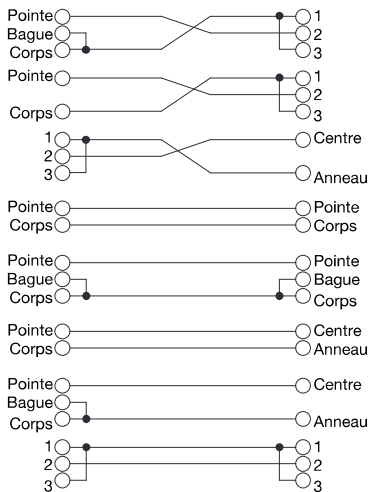 Pointe 1
Bague 2
Corps 3
Pointe 1
2
Corps 3
1 Centre
2
3 Anneau
Pointe Pointe
Corps Corps
Pointe Pointe
Bague Bague
Corps Corps
Pointe Centre
Corps Anneau
Pointe Centre
Bague
Corps Anneau
1 1
2 2
3 3